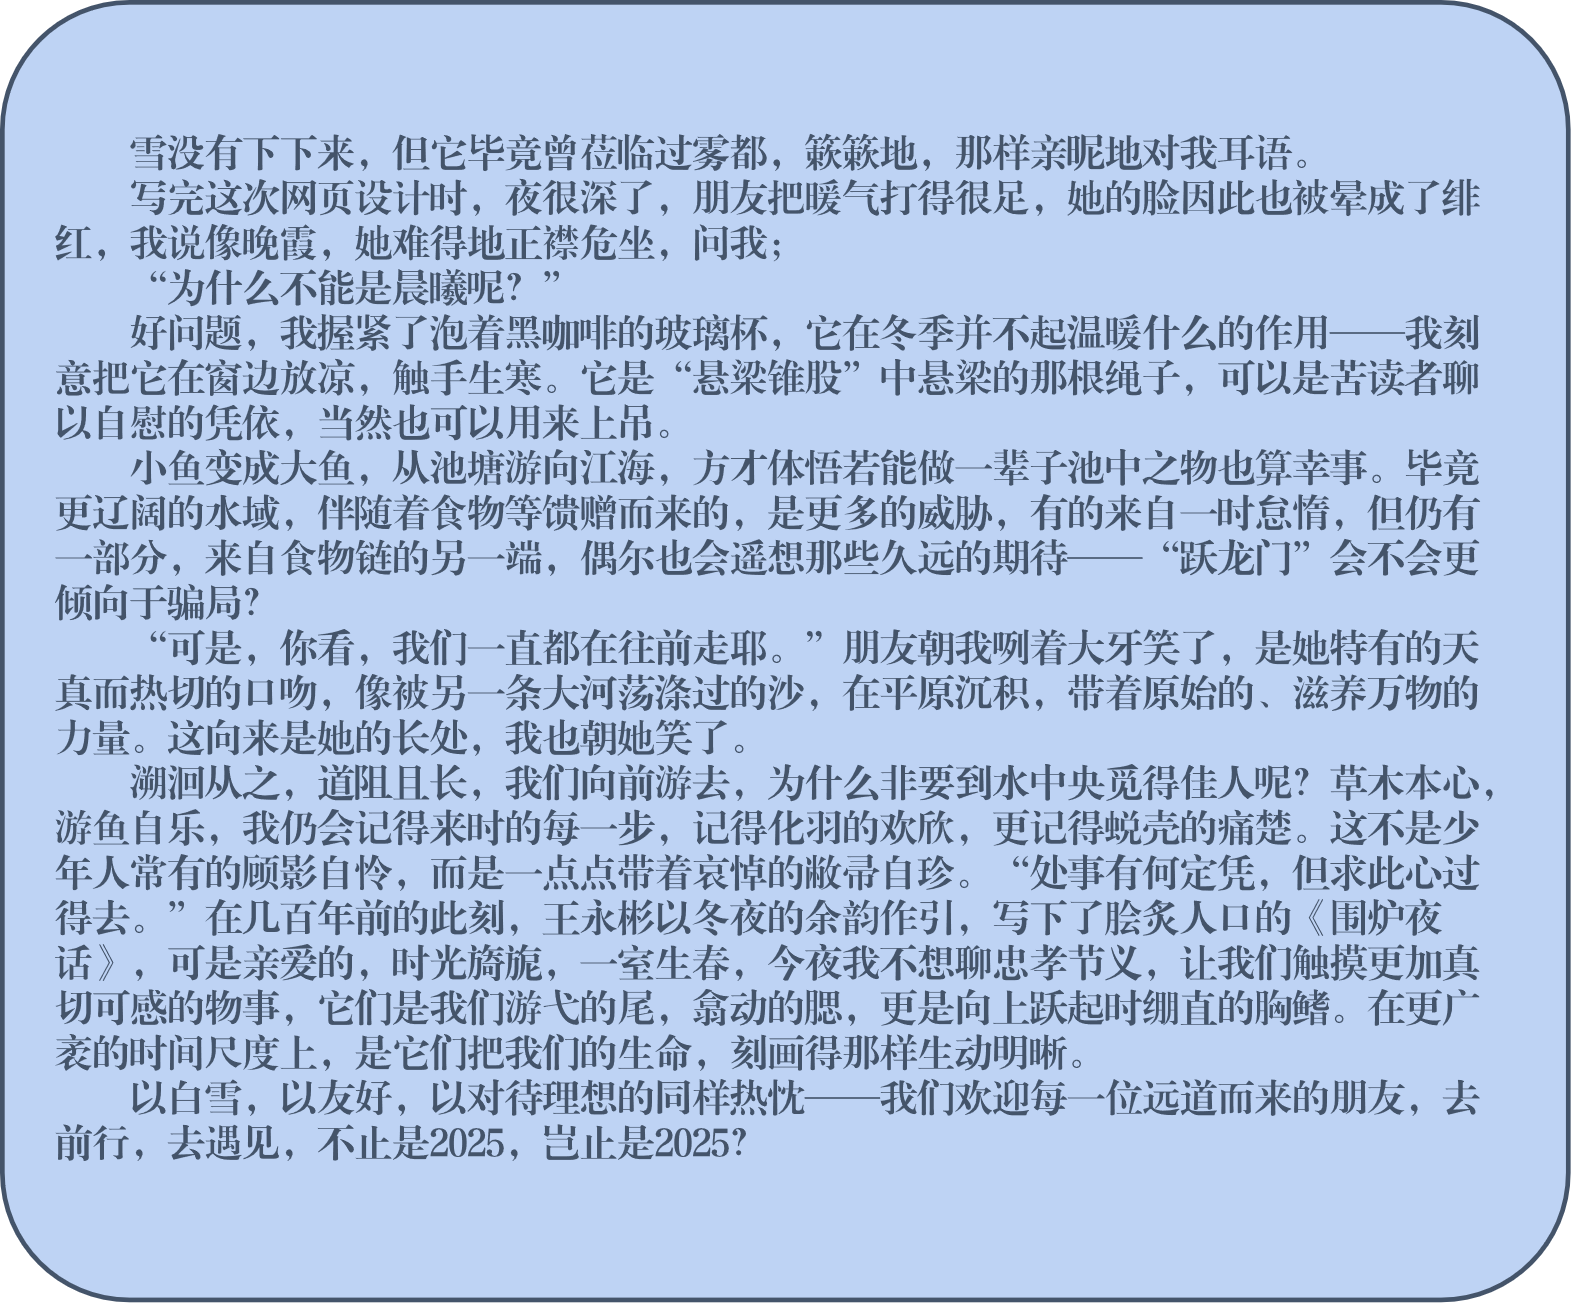 雪没有下下来，但它毕竟曾莅临过雾都，簌簌地，那样亲昵地对我耳语。
写完这次网页设计时，夜很深了，朋友把暖气打得很足，她的脸因此也被晕成了绯
红，我说像晚霞，她难得地正襟危坐，问我；
“为什么不能是晨曦呢？”
好问题，我握紧了泡着黑咖啡的玻璃杯，它在冬季并不起温暖什么的作用——我刻
意把它在窗边放凉，触手生寒。它是“悬梁锥股”中悬梁的那根绳子，可以是苦读者聊
以自慰的凭依，当然也可以用来上吊。
小鱼变成大鱼，从池塘游向江海，方才体悟若能做一辈子池中之物也算幸事。毕竟
更辽阔的水域，伴随着食物等馈赠而来的，是更多的威胁，有的来自一时怠惰，但仍有
一部分，来自食物链的另一端，偶尔也会遥想那些久远的期待——“跃龙门”会不会更
倾向于骗局？
“可是，你看，我们一直都在往前走耶。”朋友朝我咧着大牙笑了，是她特有的天
真而热切的口吻，像被另一条大河荡涤过的沙，在平原沉积，带着原始的、滋养万物的
力量。这向来是她的长处，我也朝她笑了。
溯洄从之，道阻且长，我们向前游去，为什么非要到水中央觅得佳人呢？草木本心，
游鱼自乐，我仍会记得来时的每一步，记得化羽的欢欣，更记得蜕壳的痛楚。这不是少
年人常有的顾影自怜，而是一点点带着哀悼的敝帚自珍。“处事有何定凭，但求此心过
得去。”在几百年前的此刻，王永彬以冬夜的余韵作引，写下了脍炙人口的《围炉夜
话》，可是亲爱的，时光旖旎，一室生春，今夜我不想聊忠孝节义，让我们触摸更加真
切可感的物事，它们是我们游弋的尾，翕动的腮，更是向上跃起时绷直的胸鳍。在更广
袤的时间尺度上，是它们把我们的生命，刻画得那样生动明晰。
以白雪，以友好，以对待理想的同样热忱——我们欢迎每一位远道而来的朋友，去
前行，去遇见，不止是2025，岂止是2025？